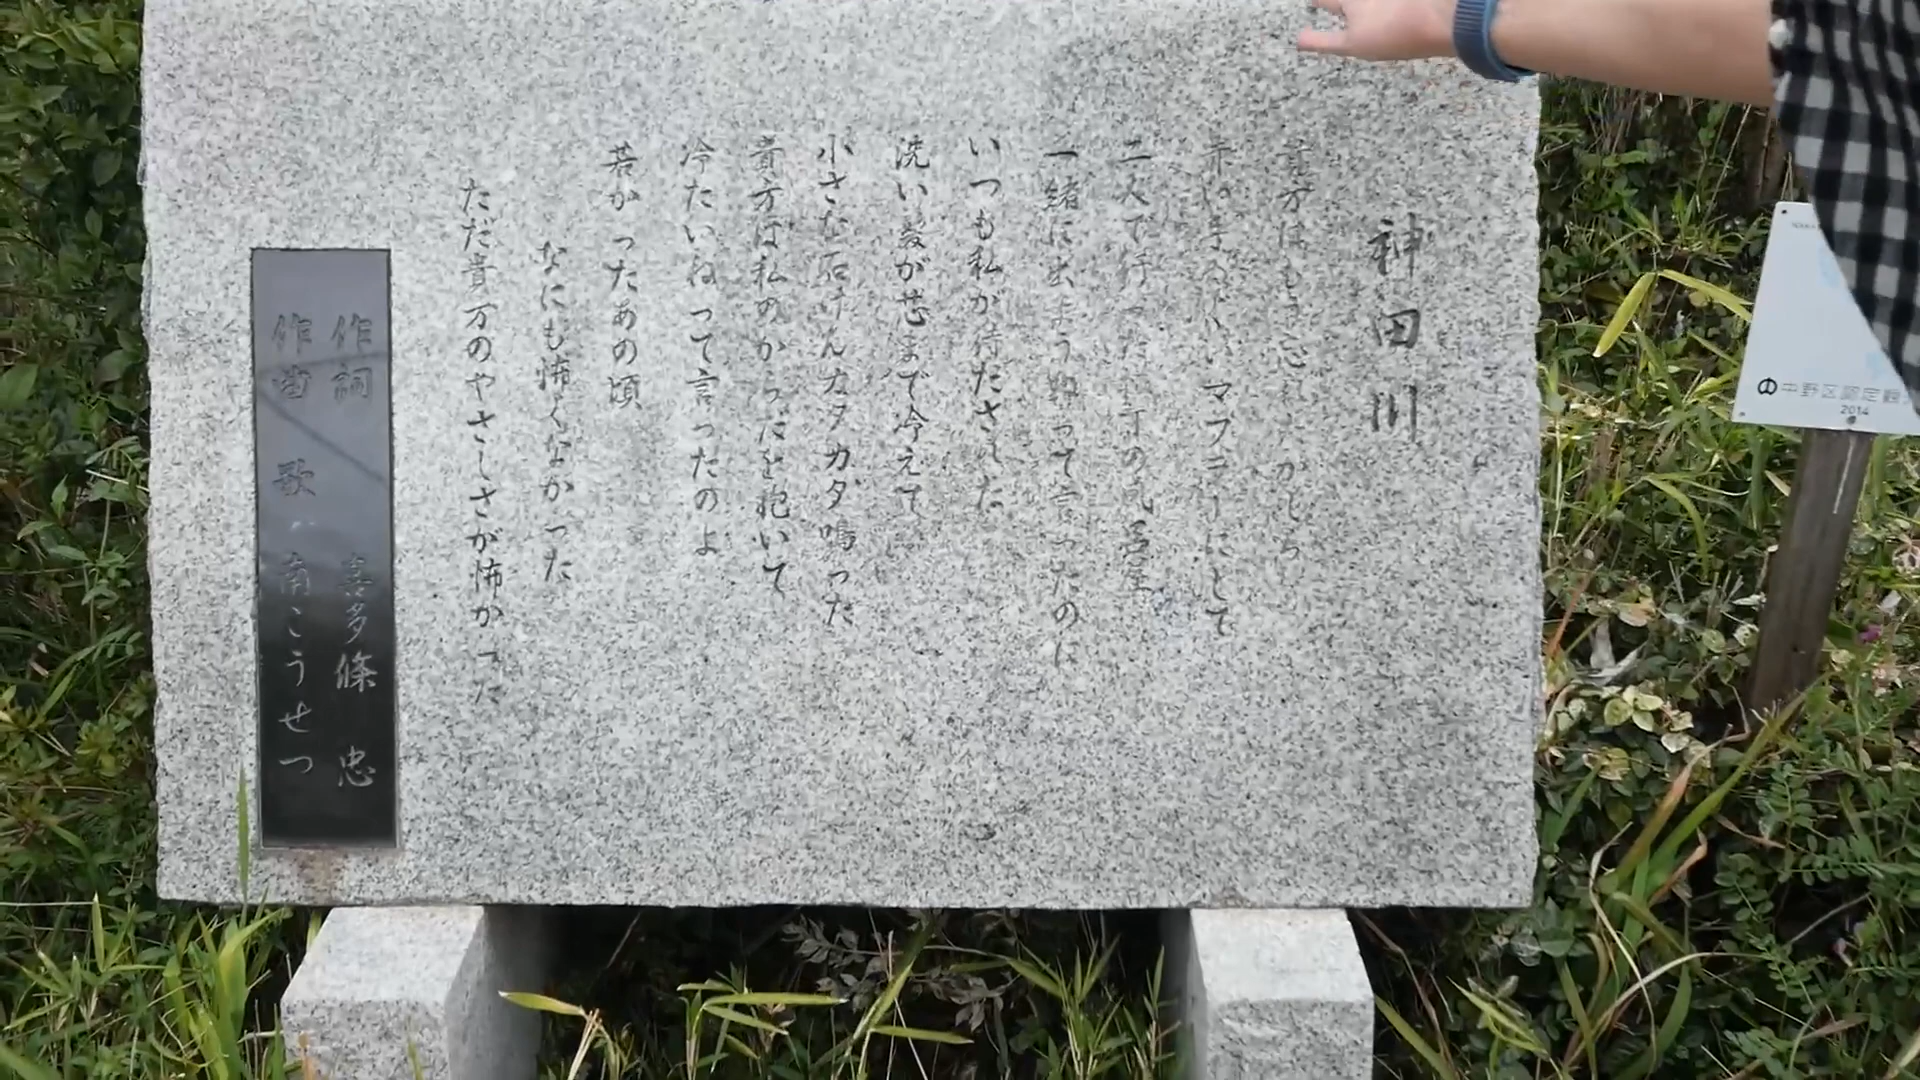 神田川
貴方はもう忘れたかしら
赤い手ぬぐいマフラーにして
二人で行った横丁の風呂屋
一緒に出ようねって言ったのに
いつも私が待たされた
洗い髪が芯まで冷えて
小さな石けんカタカタ鳴った
貴方は私のからだを抱いて
冷たいねって言ったのよ
若かったあの頃
なにも怖くなかった
ただ貴方のやさしさが怖かった
作詞 喜多條 忠
作曲 歌 南こうせつ
中野区認定観
2014